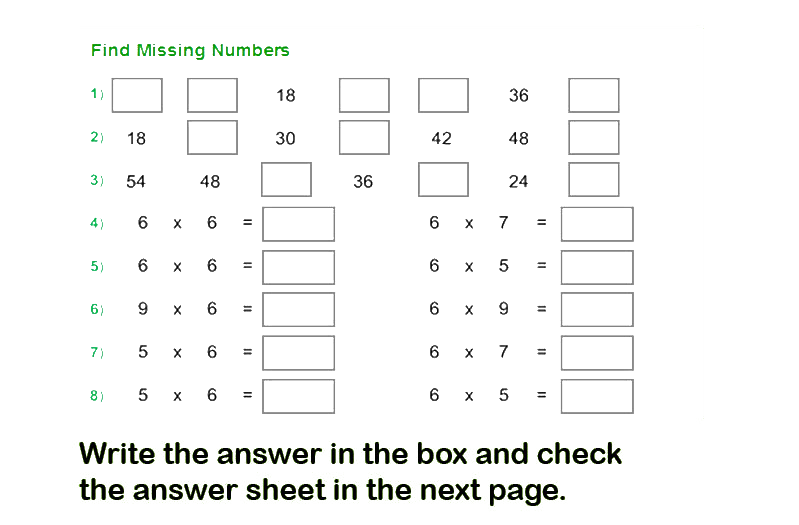 Find Missing Numbers
1) 18 36
2) 18 30 42 48
3) 54 48 36 24
4) 6 x 6 = 6 x 7 =
5) 6 x 6 = 6 x 5 =
6) 9 x 6 = 6 x 9 =
7) 5 x 6 = 6 x 7 =
8) 5 x 6 = 6 x 5 =
Write the answer in the box and check
the answer sheet in the next page.